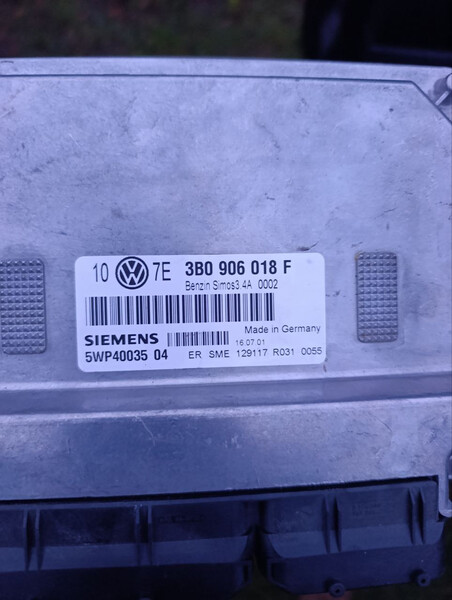 10 VW 7E 3B0 906 018 F
Benzin Simos3 4A 0002
Made in Germany
SIEMENS 16.07.01
5WP40035 04 ER SME 129117 R031 0055